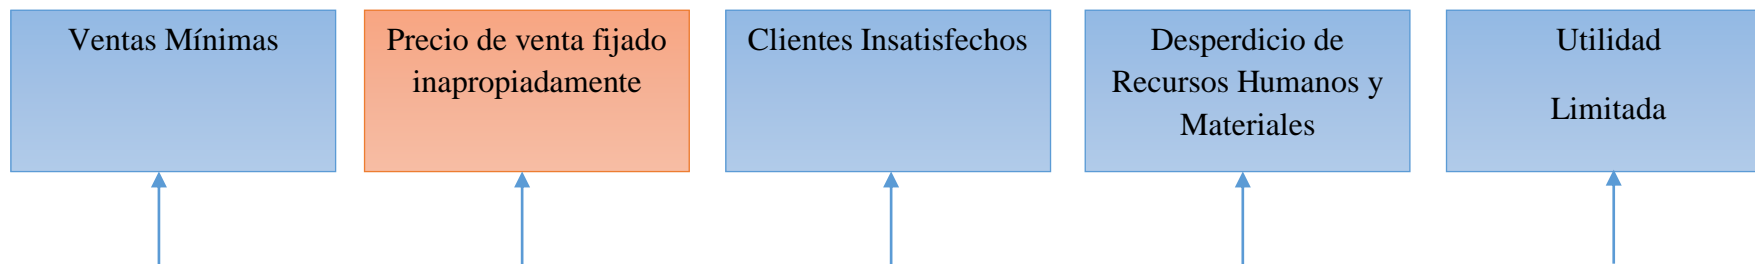 Ventas Mínimas
Precio de venta fijado
inapropiadamente
Clientes Insatisfechos
Desperdicio de
Recursos Humanos y
Materiales
Utilidad
Limitada